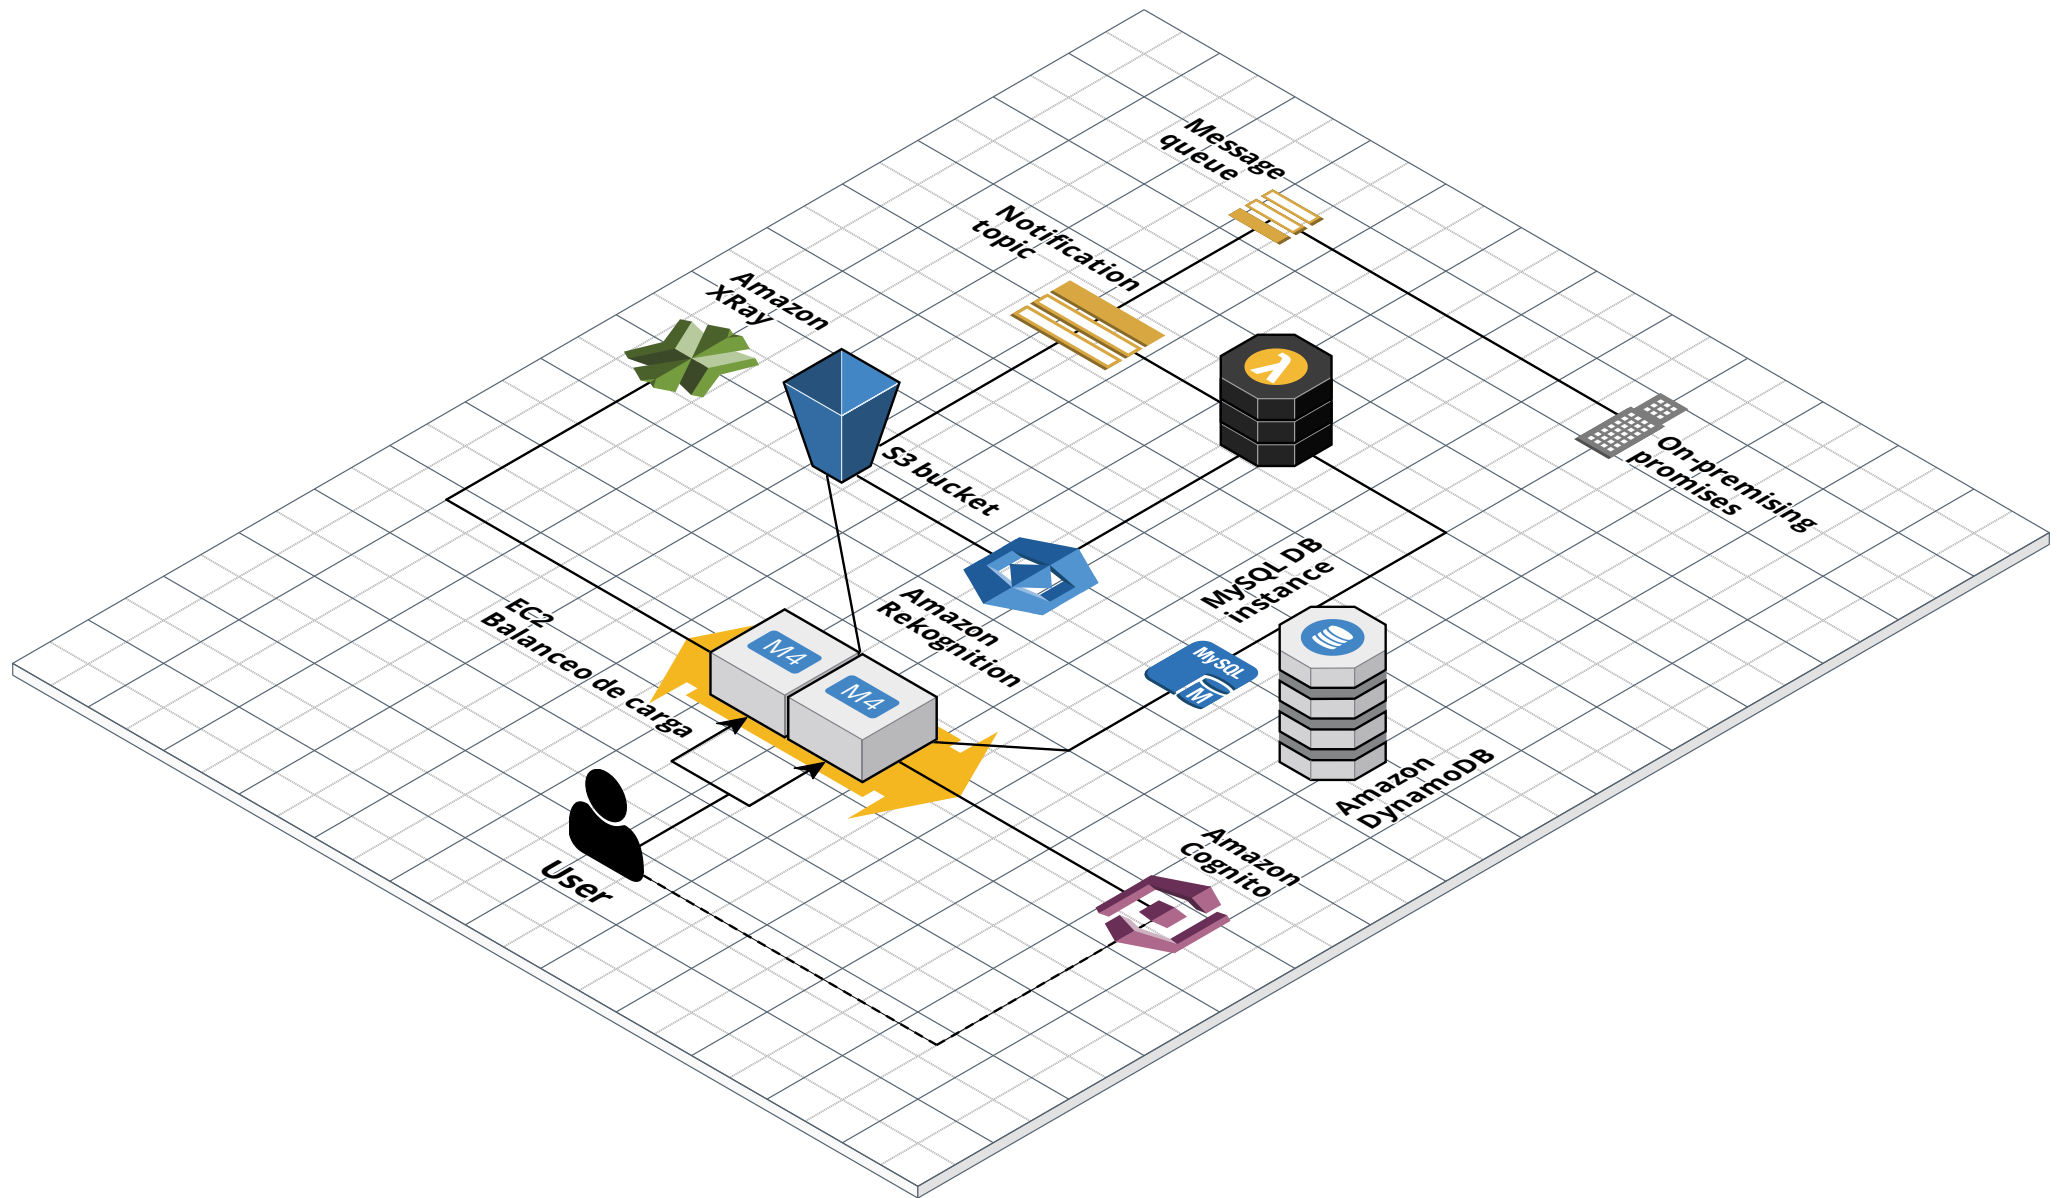 Message
queue
Notification
topic
Amazon
XRay
S3 bucket
On-premising
promises
MySQL DB
instance
Amazon
Rekognition
EC2
Balanceo de carga
M4
M4
MySQL
M
Amazon
DynamoDB
Amazon
Cognito
User